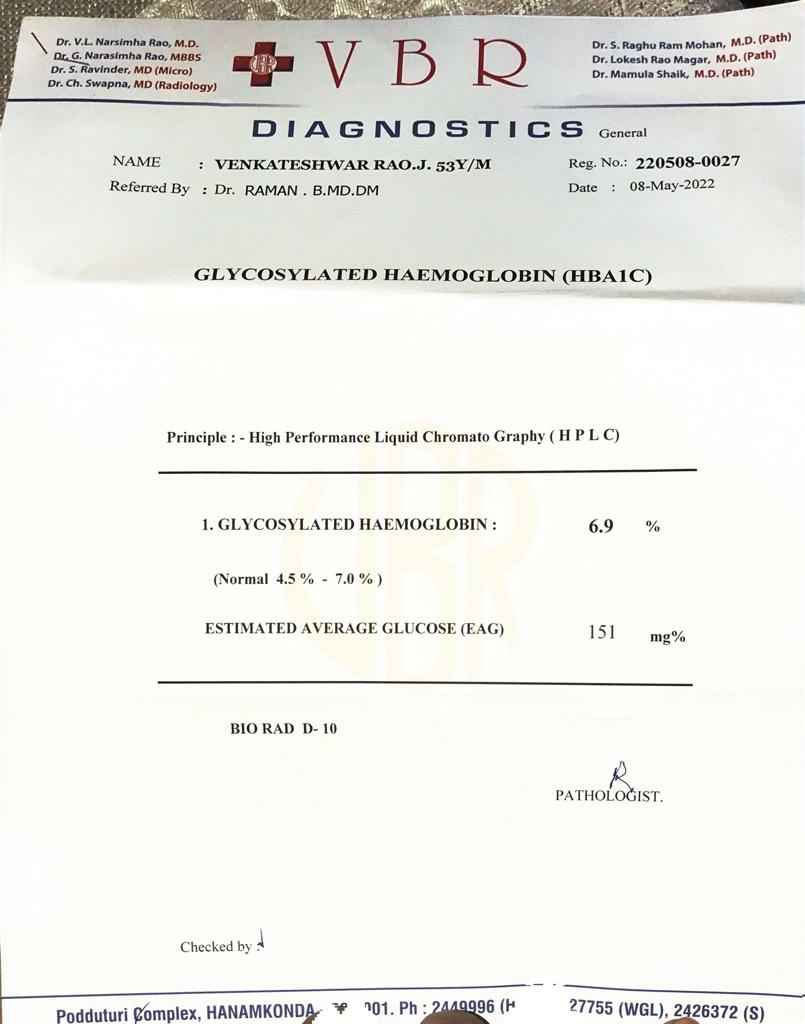 Dr. V.L. Narsimha Rao, M.D.
Dr. G. Narasimha Rao, MBBS
Dr. S. Ravinder, MD (Micro)
Dr. Ch. Swapna, MD (Radiology)
VBR
Dr. S. Raghu Ram Mohan, M.D. (Path)
Dr. Lokesh Rao Magar, M.D. (Path)
Dr. Mamula Shaik, M.D. (Path)
DIAGNOSTICS General
NAME : VENKATESHWAR RAO.J. 53Y/M Reg. No.: 220508-0027
Referred By : Dr. RAMAN . B.MD.DM Date : 08-May-2022
GLYCOSYLATED HAEMOGLOBIN (HBA1C)
Principle : - High Performance Liquid Chromato Graphy ( H P L C)
1. GLYCOSYLATED HAEMOGLOBIN : 6.9 %
(Normal 4.5 % - 7.0 % )
ESTIMATED AVERAGE GLUCOSE (EAG) 151 mg%
BIO RAD D- 10
PATHOLOGIST.
Checked by :
Podduturi Complex, HANAMKONDA 001. Ph : 2449996 (H 27755 (WGL), 2426372 (S)